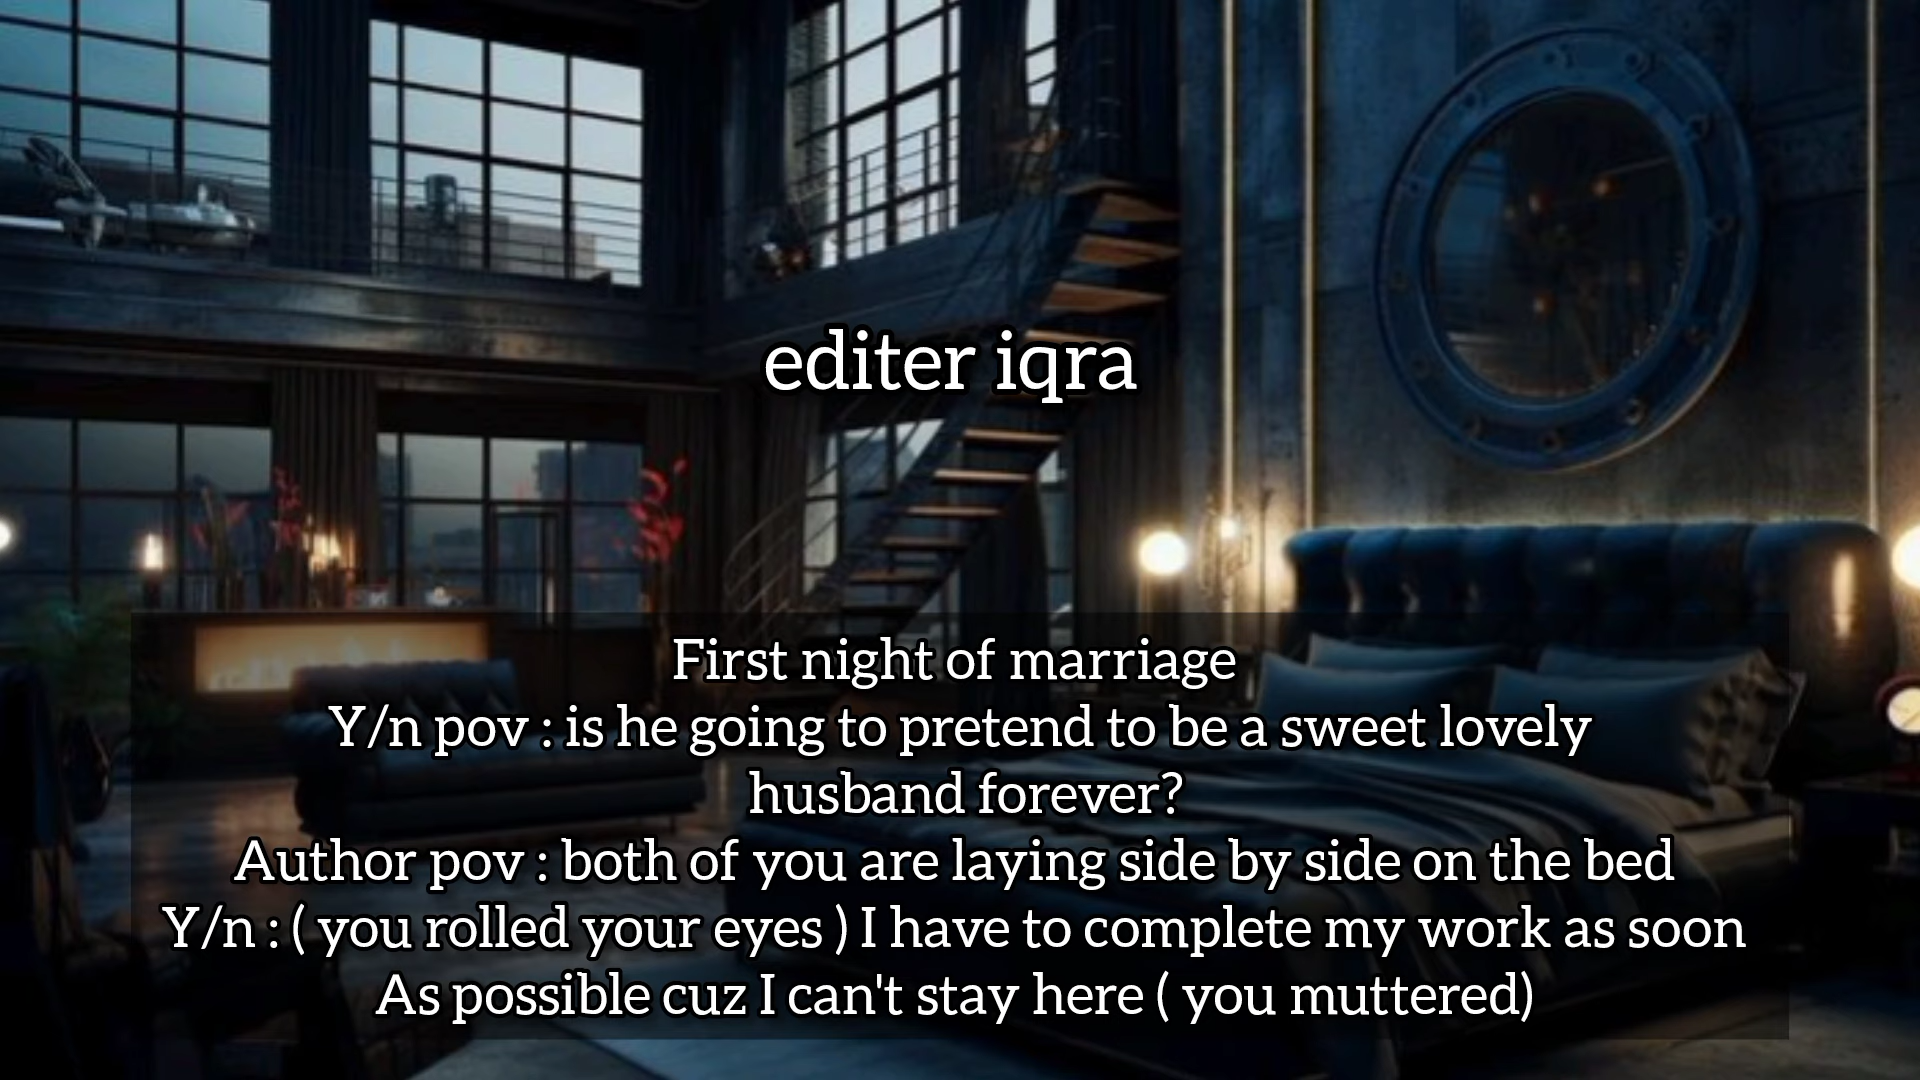 editer iqra
First night of marriage
Y/n pov : is he going to pretend to be a sweet lovely
husband forever?
Author pov : both of you are laying side by side on the bed
Y/n : ( you rolled your eyes ) I have to complete my work as soon
As possible cuz I can't stay here ( you muttered)